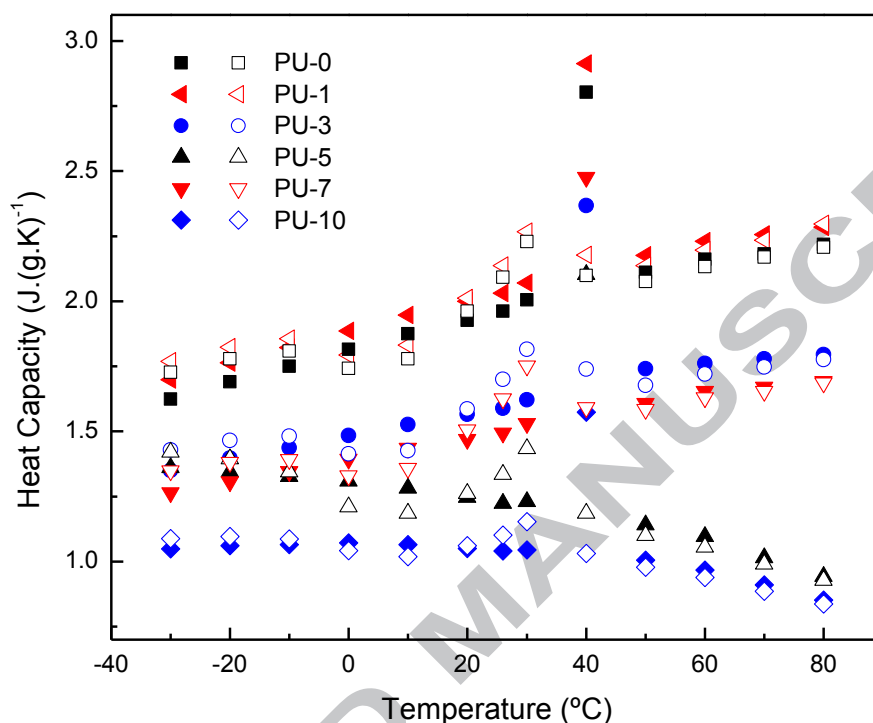 3.0
2.5
2.0
1.5
1.0
Heat Capacity (J.(g.K)⁻¹)
PU-0
PU-1
PU-3
PU-5
PU-7
PU-10
D MANUSC
-40 -20 0 20 40 60 80
Temperature (ºC)